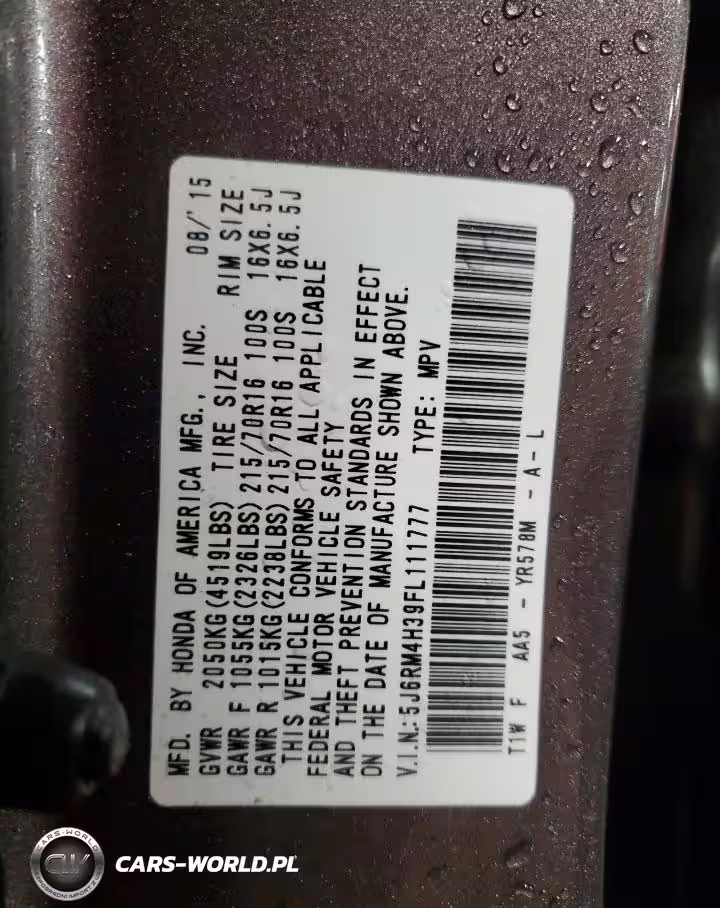 MFD. BY HONDA OF AMERICA MFG., INC. 08/'15
GVWR 2050KG(4519LBS) TIRE SIZE RIM SIZE
GAWR F 1055KG(2326LBS) 215/70R16 100S 16X6.5J
GAWR R 1015KG(2238LBS) 215/70R16 100S 16X6.5J
THIS VEHICLE CONFORMS TO ALL APPLICABLE
FEDERAL MOTOR VEHICLE SAFETY
AND THEFT PREVENTION STANDARDS IN EFFECT
ON THE DATE OF MANUFACTURE SHOWN ABOVE.
V.I.N.:5J6RM4H39FL111777 TYPE: MPV
T1W F AA5 - YR578M - A - L
CARS-WORLD
CW
CARS-WORLD.PL